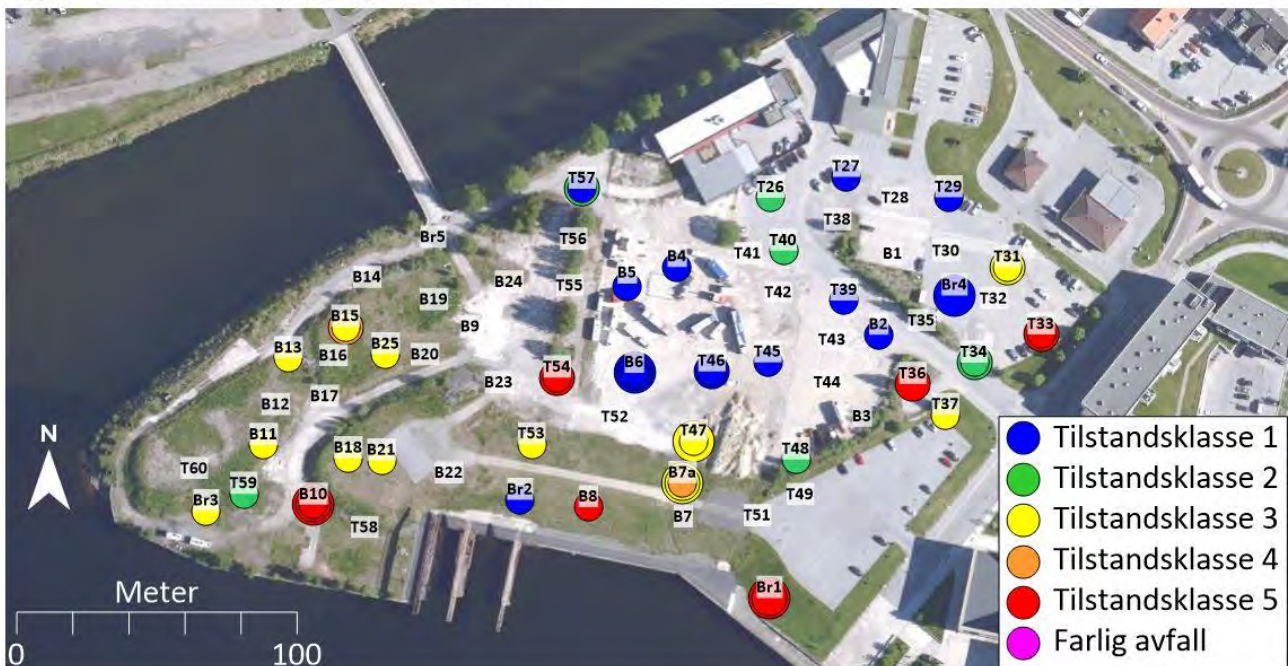 T27
T57
T26
T28
T29
T38
Br5
T56
T40
T41
B1
T30
T31
B14
B24
T55
B5
B4
T42
T39
Br4
T32
B19
B15
B9
T35
B2
T33
B13
B16
B25
B20
T43
T34
B23
T54
B6
T46
T45
T44
T36
B17
B12
T52
B3
T37
B11
B18
B21
T53
T47
T48
N
T60
B22
B7a
T59
Br3
B10
Br2
B8
T49
B7
T51
T58
Br1
Meter
0
100
Tilstandsklasse 1
Tilstandsklasse 2
Tilstandsklasse 3
Tilstandsklasse 4
Tilstandsklasse 5
Farlig avfall